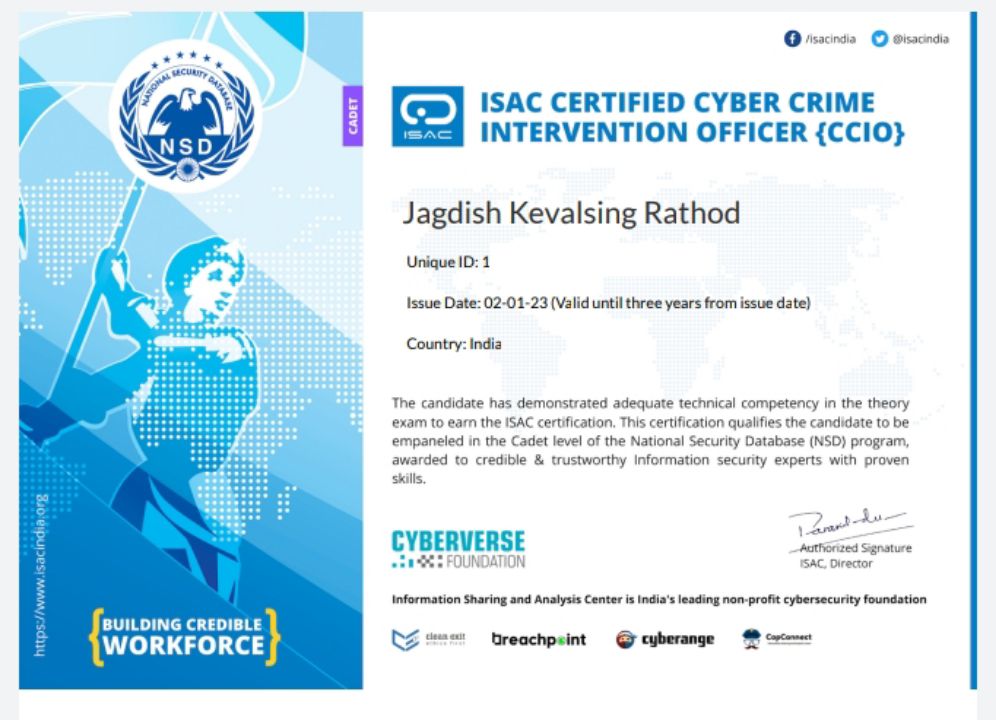 NATIONAL SECURITY DATABASE
NSD
CADET
/isacindia @isacindia
ISAC
ISAC CERTIFIED CYBER CRIME
INTERVENTION OFFICER {CCIO}
Jagdish Kevalsing Rathod
Unique ID: 1
Issue Date: 02-01-23 (Valid until three years from issue date)
Country: India
The candidate has demonstrated adequate technical competency in the theory
exam to earn the ISAC certification. This certification qualifies the candidate to be
empaneled in the Cadet level of the National Security Database (NSD) program,
awarded to credible & trustworthy Information security experts with proven
skills.
CYBERVERSE
FOUNDATION
Authorized Signature
ISAC, Director
Information Sharing and Analysis Center is India's leading non-profit cybersecurity foundation
clean exit
breachpoint
cyberange
CopConnect
https://www.isacindia.org
{BUILDING CREDIBLE
WORKFORCE}